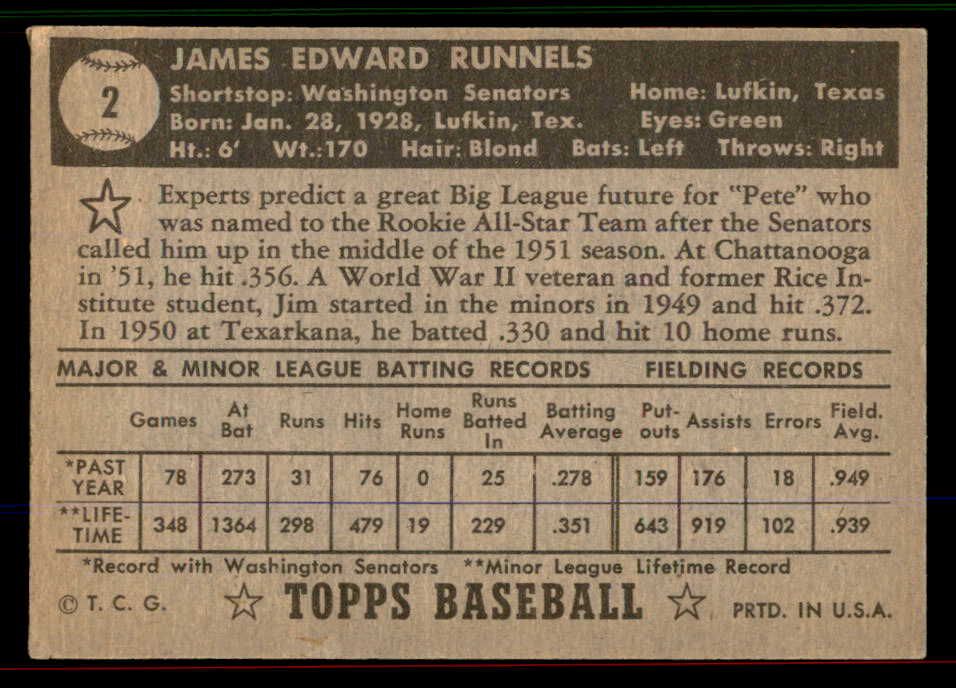 2
JAMES EDWARD RUNNELS
Shortstop: Washington Senators Home: Lufkin, Texas
Born: Jan. 28, 1928, Lufkin, Tex. Eyes: Green
Ht.: 6' Wt.: 170 Hair: Blond Bats: Left Throws: Right
Experts predict a great Big League future for "Pete" who
was named to the Rookie All-Star Team after the Senators
called him up in the middle of the 1951 season. At Chattanooga
in '51, he hit .356. A World War II veteran and former Rice In-
stitute student, Jim started in the minors in 1949 and hit .372.
In 1950 at Texarkana, he batted .330 and hit 10 home runs.
MAJOR & MINOR LEAGUE BATTING RECORDS FIELDING RECORDS
Games At Bat Runs Hits Home Runs Runs Batted In Batting Average Put-outs Assists Errors Field. Avg.
*PAST YEAR 78 273 31 76 0 25 .278 159 176 18 .949
**LIFE-TIME 348 1364 298 479 19 229 .351 643 919 102 .939
*Record with Washington Senators **Minor League Lifetime Record
© T. C. G. TOPPS BASEBALL PRTD. IN U.S.A.